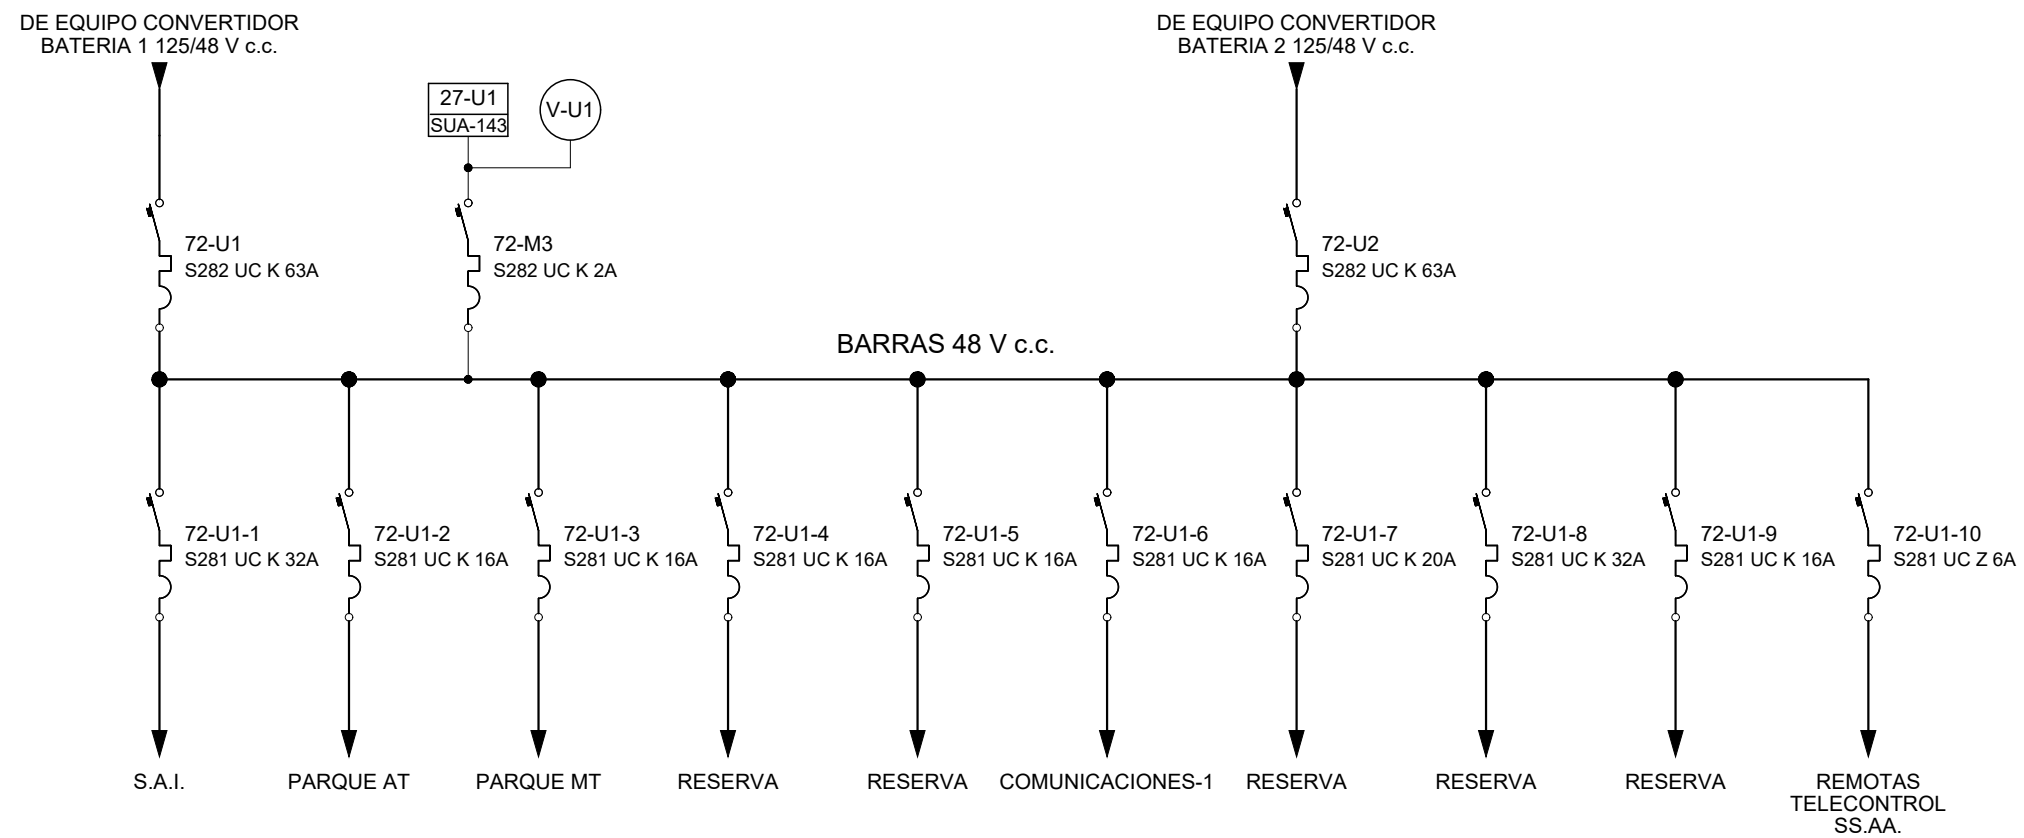 DE EQUIPO CONVERTIDOR
BATERIA 1 125/48 V c.c.
DE EQUIPO CONVERTIDOR
BATERIA 2 125/48 V c.c.
27-U1
SUA-143
V-U1
72-U1
S282 UC K 63A
72-M3
S282 UC K 2A
72-U2
S282 UC K 63A
BARRAS 48 V c.c.
72-U1-1
S281 UC K 32A
72-U1-2
S281 UC K 16A
72-U1-3
S281 UC K 16A
72-U1-4
S281 UC K 16A
72-U1-5
S281 UC K 16A
72-U1-6
S281 UC K 16A
72-U1-7
S281 UC K 20A
72-U1-8
S281 UC K 32A
72-U1-9
S281 UC K 16A
72-U1-10
S281 UC Z 6A
S.A.I.
PARQUE AT
PARQUE MT
RESERVA
RESERVA
COMUNICACIONES-1
RESERVA
RESERVA
RESERVA
REMOTAS
TELECONTROL
SS.AA.